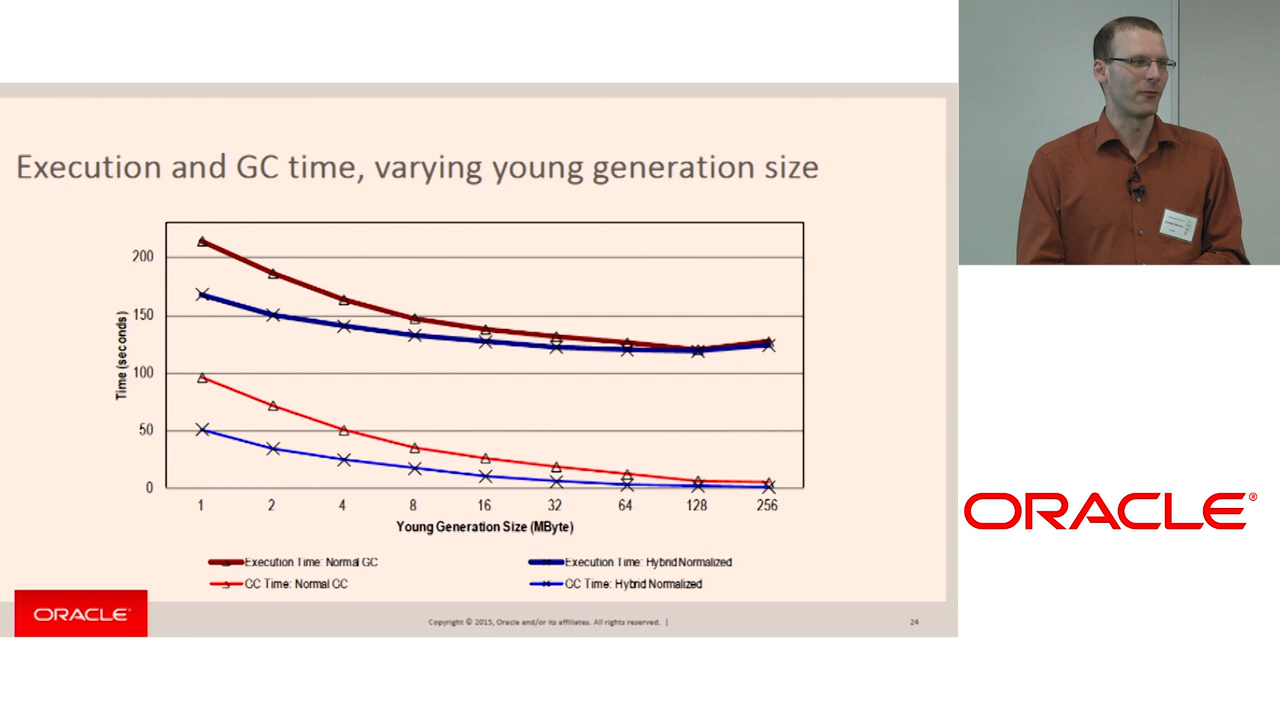 Execution and GC time, varying young generation size
200
150
100
50
0
Time (seconds)
1 2 4 8 16 32 64 128 256
Young Generation Size (MByte)
Execution Time: Normal GC
Execution Time: Hybrid Normalized
GC Time: Normal GC
GC Time: Hybrid Normalized
ORACLE
Copyright © 2015, Oracle and/or its affiliates. All rights reserved. |
24
ORACLE®